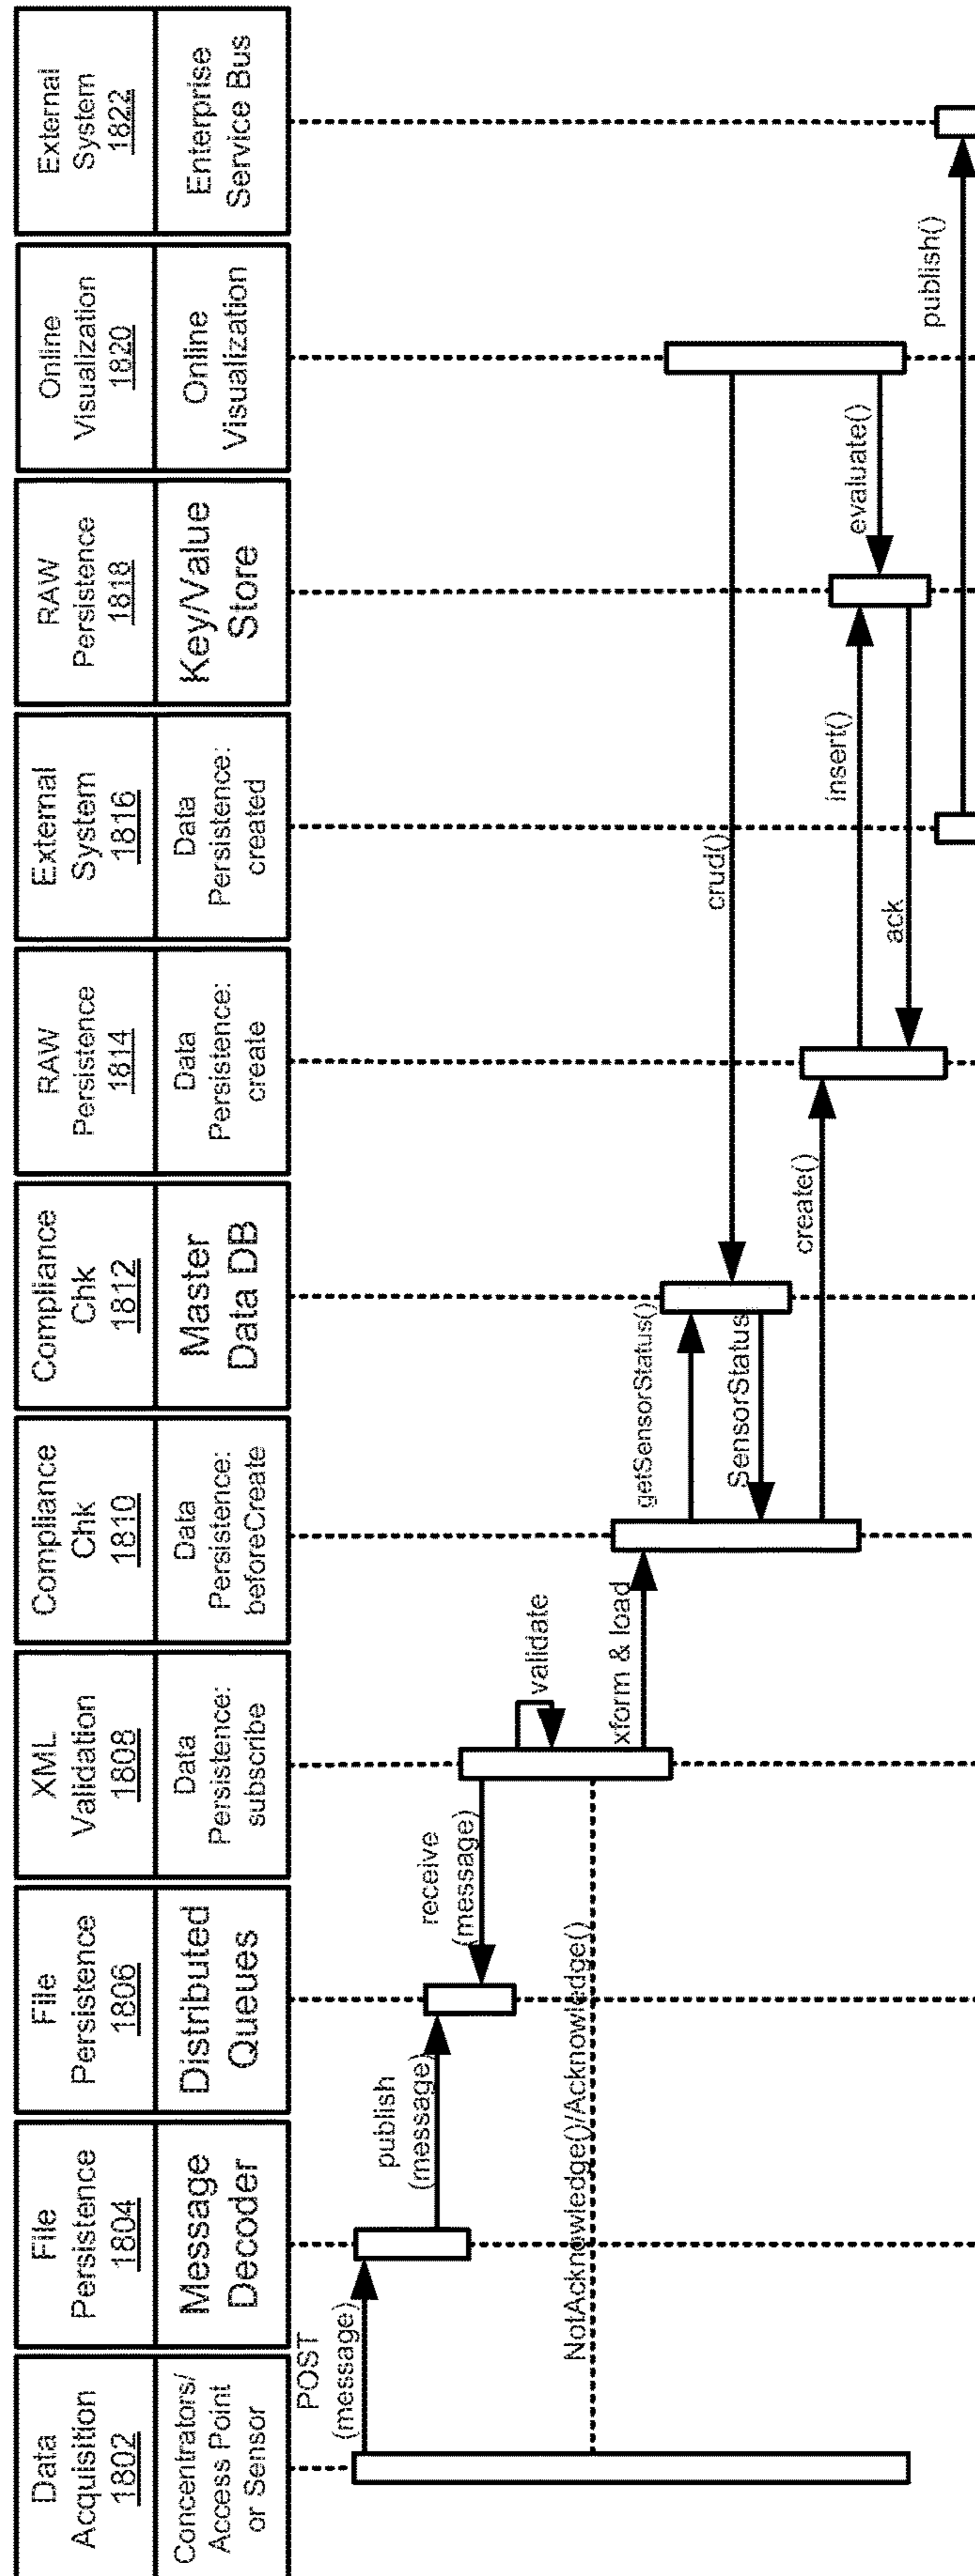 Data
Acquisition
1802
Concentrators/
Access Point
or Sensor
File
Persistence
1804
Message
Decoder
File
Persistence
1806
Distributed
Queues
XML
Validation
1808
Data
Persistence:
subscribe
Compliance
Chk
1810
Data
Persistence:
beforeCreate
Compliance
Chk
1812
Master
Data DB
RAW
Persistence
1814
Data
Persistence:
create
External
System
1816
Data
Persistence:
created
RAW
Persistence
1818
Key/Value
Store
Online
Visualization
1820
Online
Visualization
External
System
1822
Enterprise
Service Bus
POST
(message)
publish
(message)
receive
(message)
validate
NotAcknowledge()/Acknowledge()
xform & load
getSensorStatus()
crud()
SensorStatus
create()
insert()
evaluate()
ack
publish()